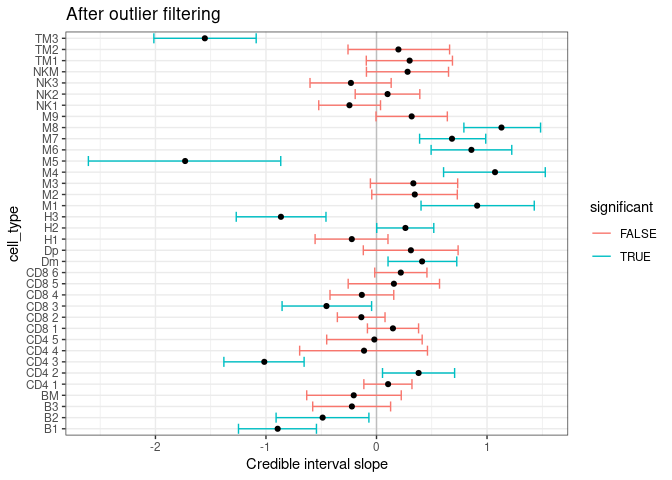 After outlier filtering
TM3
TM2
TM1
NKM
NK3
NK2
NK1
M9
M8
M7
M6
M5
M4
M3
M2
M1
H3
H2
H1
Dp
Dm
CD8 6
CD8 5
CD8 4
CD8 3
CD8 2
CD8 1
CD4 5
CD4 4
CD4 3
CD4 2
CD4 1
BM
B3
B2
B1
cell_type
-2 -1 0 1
Credible interval slope
significant
FALSE
TRUE